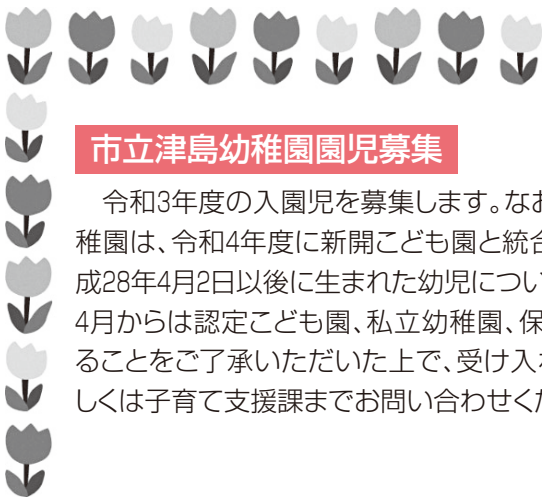 市立津島幼稚園園児募集
令和3年度の入園児を募集します。なお
稚園は、令和4年度に新開こども園と統合
成28年4月2日以後に生まれた幼児につい
4月からは認定こども園、私立幼稚園、保
ることをご了承いただいた上で、受け入れ
しくは子育て支援課までお問い合わせくだ